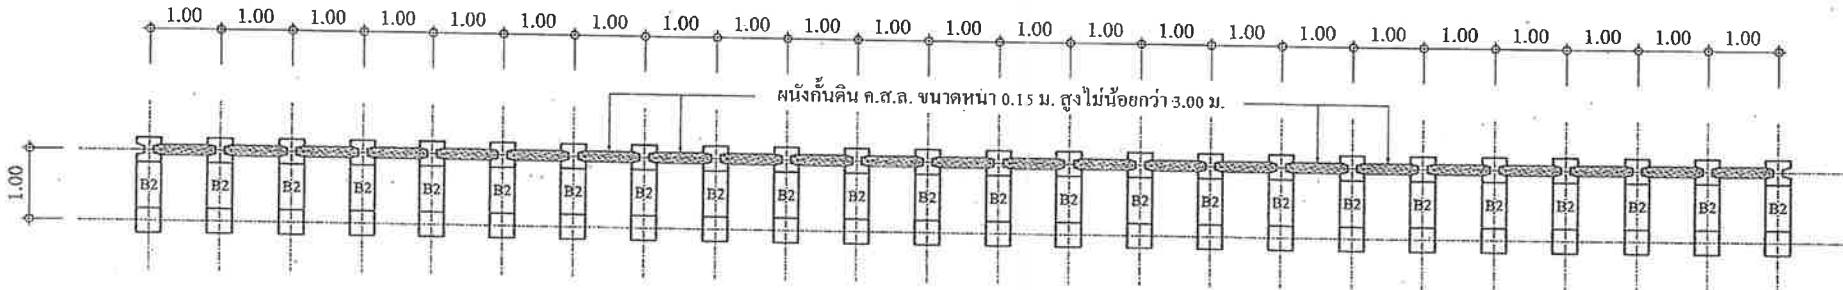 1.00 1.00 1.00 1.00 1.00 1.00 1.00 1.00 1.00 1.00 1.00 1.00 1.00 1.00 1.00 1.00 1.00 1.00 1.00 1.00 1.00 1.00 1.00
ผนังกั้นดิน ค.ส.ล. ขนาดหนา 0.15 ม. สูงไม่น้อยกว่า 3.00 ม.
1.00
B2 B2 B2 B2 B2 B2 B2 B2 B2 B2 B2 B2 B2 B2 B2 B2 B2 B2 B2 B2 B2 B2 B2 B2